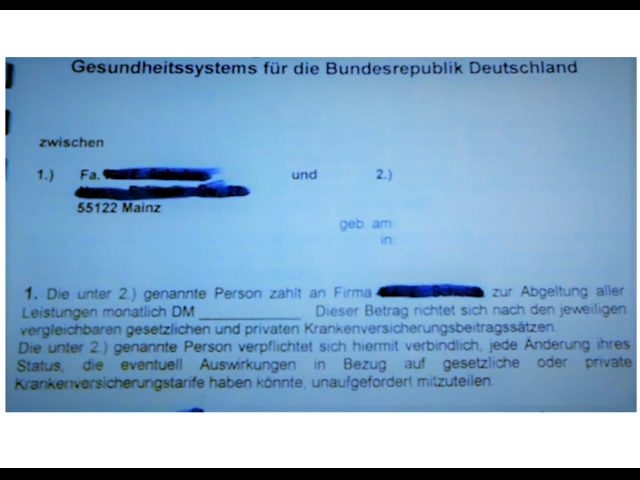 Gesundheitssystems für die Bundesrepublik Deutschland
zwischen
1.) Fa. und 2.)
55122 Mainz
geb. am:
in:
1. Die unter 2.) genannte Person zahlt an Firma zur Abgeltung aller
Leistungen monatlich DM ____________ Dieser Betrag richtet sich nach den jeweiligen
vergleichbaren gesetzlichen und privaten Krankenversicherungsbeitragssätzen.
Die unter 2.) genannte Person verpflichtet sich hiermit verbindlich, jede Änderung ihres
Status, die eventuell Auswirkungen in Bezug auf gesetzliche oder private
Krankenversicherungstarife haben könnte, unaufgefordert mitzuteilen.